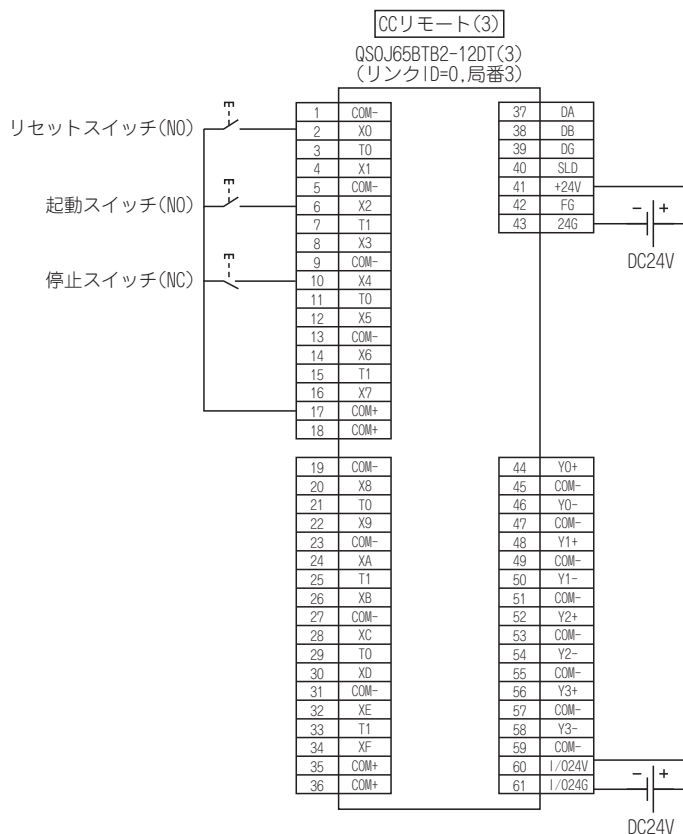 CCリモート(3)
QS0J65BTB2-12DT(3)
(リンクID=0,局番3)
リセットスイッチ(NO)
起動スイッチ(NO)
停止スイッチ(NC)
1 COM-
2 X0
3 T0
4 X1
5 COM-
6 X2
7 T1
8 X3
9 COM-
10 X4
11 T0
12 X5
13 COM-
14 X6
15 T1
16 X7
17 COM+
18 COM+
19 COM-
20 X8
21 T0
22 X9
23 COM-
24 XA
25 T1
26 XB
27 COM-
28 XC
29 T0
30 XD
31 COM-
32 XE
33 T1
34 XF
35 COM+
36 COM+
37 DA
38 DB
39 DG
40 SLD
41 +24V
42 FG
43 24G
- +
DC24V
44 Y0+
45 COM-
46 Y0-
47 COM-
48 Y1+
49 COM-
50 Y1-
51 COM-
52 Y2+
53 COM-
54 Y2-
55 COM-
56 Y3+
57 COM-
58 Y3-
59 COM-
60 I/O24V
61 I/O24G
- +
DC24V